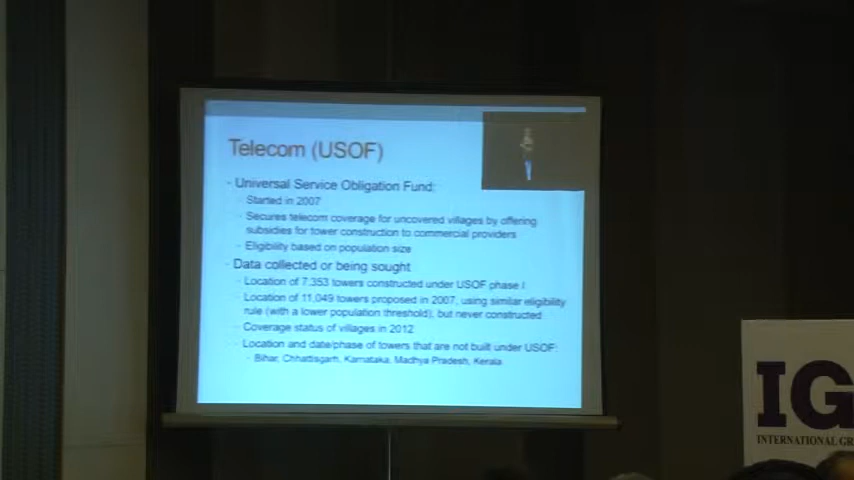 Telecom (USOF)
- Universal Service Obligation Fund:
- Started in 2007
- Secures telecom coverage for uncovered villages by offering
subsidies for tower construction to commercial providers
- Eligibility based on population size
- Data collected or being sought
- Location of 7,353 towers constructed under USOF phase I
- Location of 11,049 towers proposed in 2007, using similar eligibility
rule (with a lower population threshold), but never constructed
- Coverage status of villages in 2012
- Location and date/phase of towers that are not built under USOF:
- Bihar, Chhattisgarh, Karnataka, Madhya Pradesh, Kerala
IG
INTERNATIONAL GR